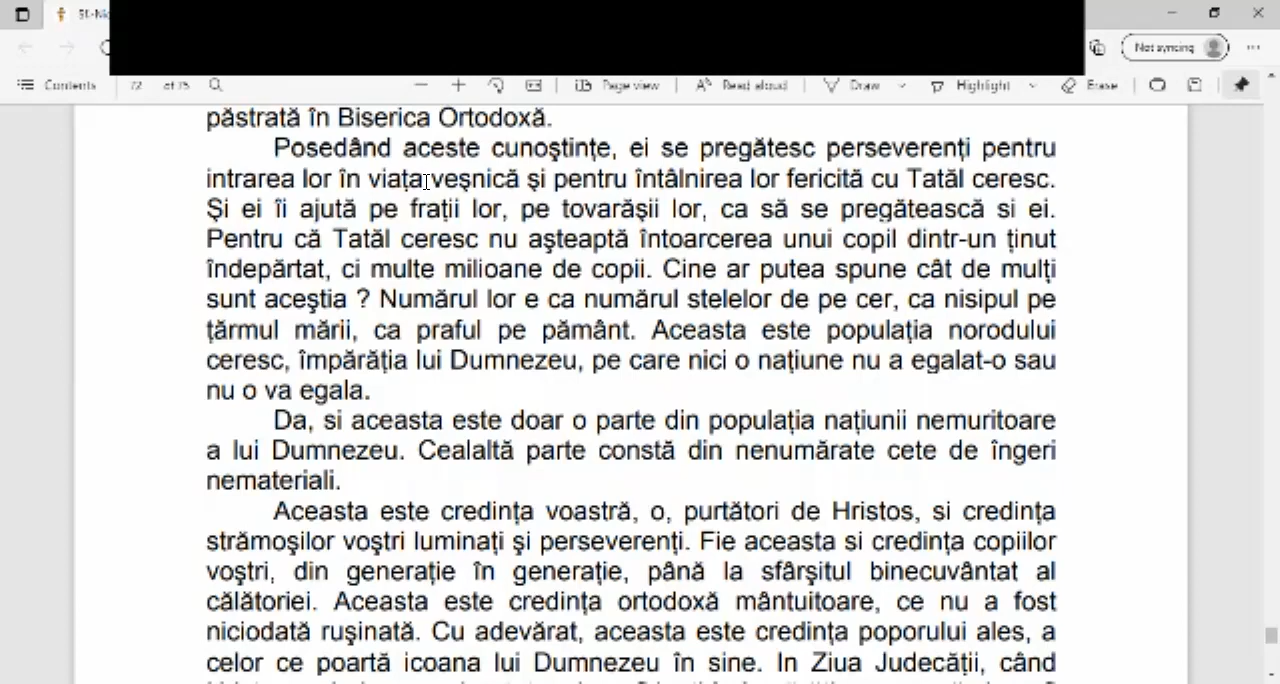 St.-Nic
Not syncing
Contents 72 of 75 Page view Read aloud Draw Highlight Erase
păstrată în Biserica Ortodoxă.
Posedând aceste cunoştinţe, ei se pregătesc perseverenţi pentru
intrarea lor în viaţa veşnică şi pentru întâlnirea lor fericită cu Tatăl ceresc.
Şi ei îi ajută pe fraţii lor, pe tovarăşii lor, ca să se pregătească si ei.
Pentru că Tatăl ceresc nu aşteaptă întoarcerea unui copil dintr-un ţinut
îndepărtat, ci multe milioane de copii. Cine ar putea spune cât de mulţi
sunt aceştia ? Numărul lor e ca numărul stelelor de pe cer, ca nisipul pe
ţărmul mării, ca praful pe pământ. Aceasta este populaţia norodului
ceresc, împărăţia lui Dumnezeu, pe care nici o naţiune nu a egalat-o sau
nu o va egala.
Da, si aceasta este doar o parte din populaţia naţiunii nemuritoare
a lui Dumnezeu. Cealaltă parte constă din nenumărate cete de îngeri
nemateriali.
Aceasta este credinţa voastră, o, purtători de Hristos, si credinţa
strămoşilor voştri luminaţi şi perseverenţi. Fie aceasta si credinţa copiilor
voştri, din generaţie în generaţie, până la sfârşitul binecuvântat al
călătoriei. Aceasta este credinţa ortodoxă mântuitoare, ce nu a fost
niciodată ruşinată. Cu adevărat, aceasta este credinţa poporului ales, a
celor ce poartă icoana lui Dumnezeu în sine. In Ziua Judecăţii, când